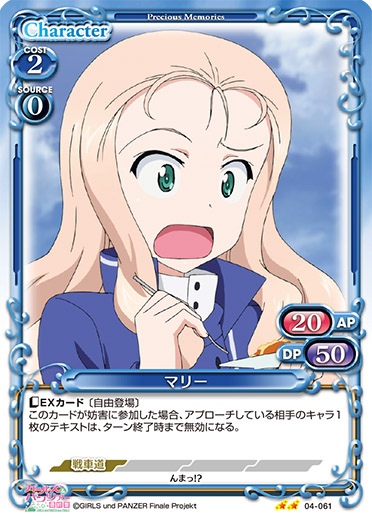 Precious Memories
Character
COST
2
SOURCE
0
20 AP
DP 50
マリー
EXカード〔自由登場〕
このカードが妨害に参加した場合、アプローチしている相手のキャラ1
枚のテキストは、ターン終了時まで無効になる。
戦車道
んまっ!?
©GIRLS und PANZER Finale Projekt
04-061